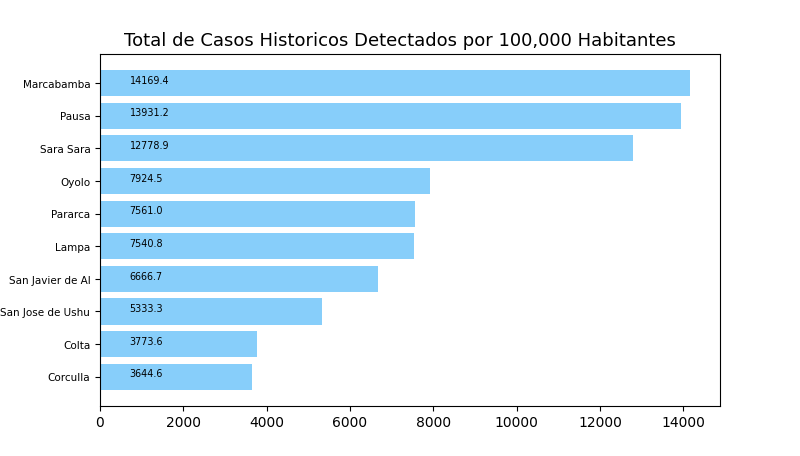 Total de Casos Historicos Detectados por 100,000 Habitantes
Marcabamba 14169.4
Pausa 13931.2
Sara Sara 12778.9
Oyolo 7924.5
Pararca 7561.0
Lampa 7540.8
San Javier de Al 6666.7
San Jose de Ushu 5333.3
Colta 3773.6
Corculla 3644.6
0 2000 4000 6000 8000 10000 12000 14000